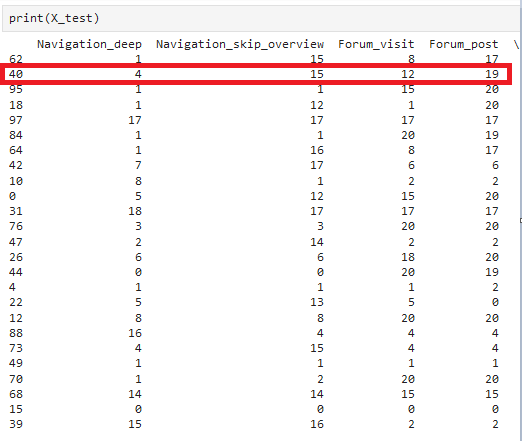 print(X_test)
Navigation_deep Navigation_skip_overview Forum_visit Forum_post \
62 1 15 8 17
40 4 15 12 19
95 1 1 15 20
18 1 12 1 20
97 17 17 17 17
84 1 1 20 19
64 1 16 8 17
42 7 17 6 6
10 8 1 2 2
0 5 12 15 20
31 18 17 17 17
76 3 3 20 20
47 2 14 2 2
26 6 6 18 20
44 0 0 20 19
4 1 1 1 2
22 5 13 5 0
12 8 8 20 20
88 16 4 4 4
73 4 15 4 4
49 1 1 1 1
70 1 2 20 20
68 14 14 15 15
15 0 0 0 0
39 15 16 2 2